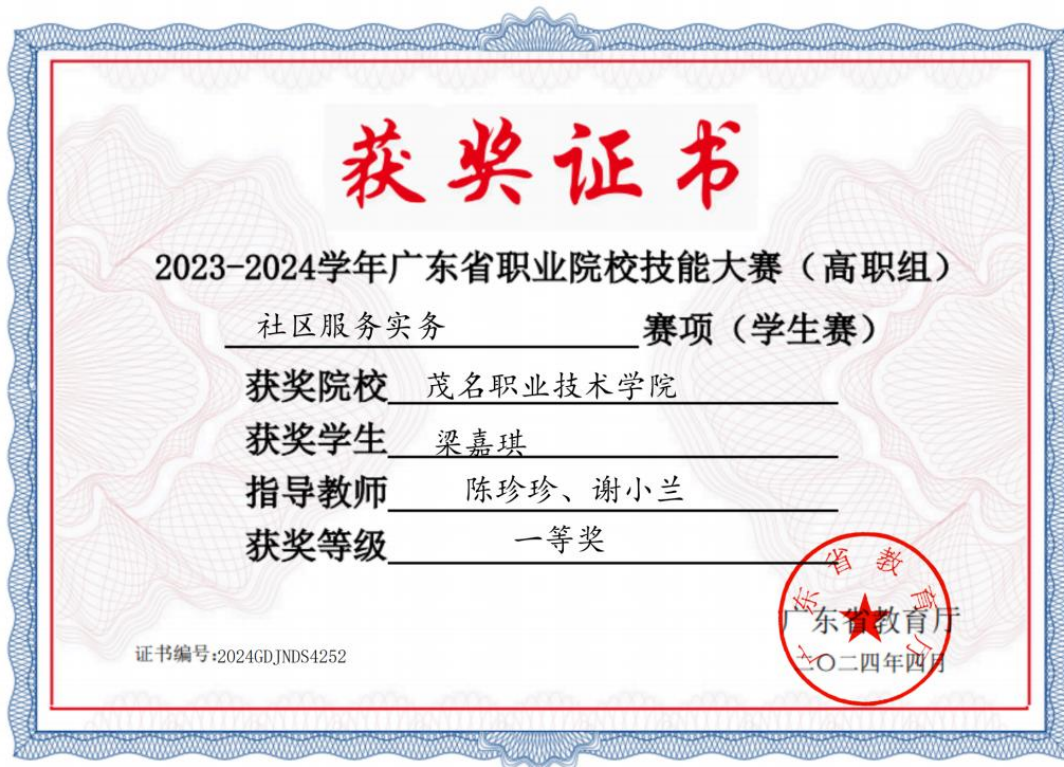 获奖证书
2023-2024学年广东省职业院校技能大赛（高职组）
社区服务实务 赛项（学生赛）
获奖院校 茂名职业技术学院
获奖学生 梁嘉琪
指导教师 陈珍珍、谢小兰
获奖等级 一等奖
广东省教育厅
证书编号:2024GDJNDS4252
广东省教育厅
二〇二四年四月